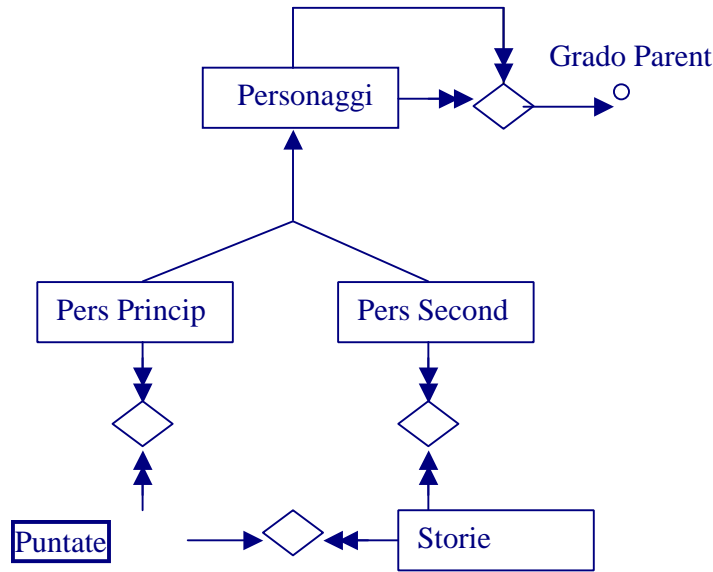 Grado Parent
Personaggi
Pers Princip
Pers Second
Puntate
Storie